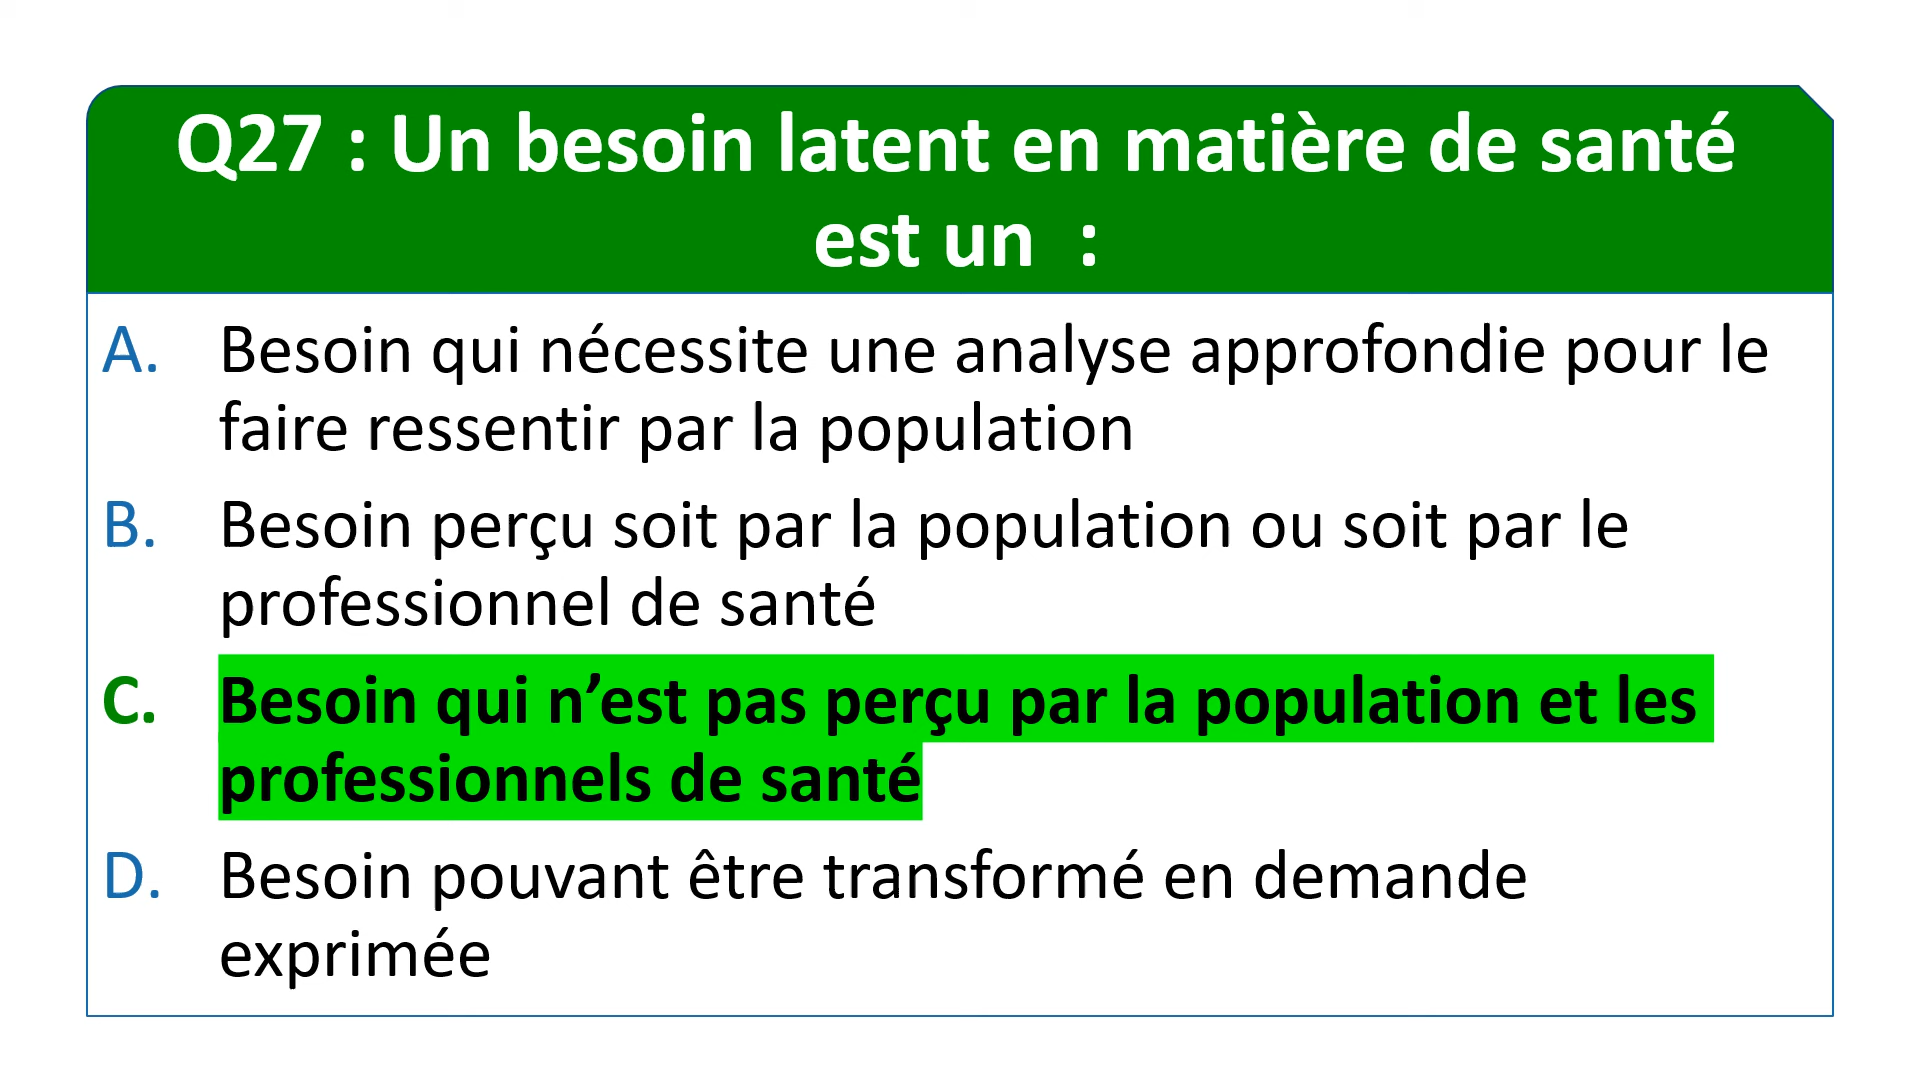 Q27 : Un besoin latent en matière de santé
est un  :
A. Besoin qui nécessite une analyse approfondie pour le
faire ressentir par la population
B. Besoin perçu soit par la population ou soit par le
professionnel de santé
C. Besoin qui n’est pas perçu par la population et les
professionnels de santé
D. Besoin pouvant être transformé en demande
exprimée